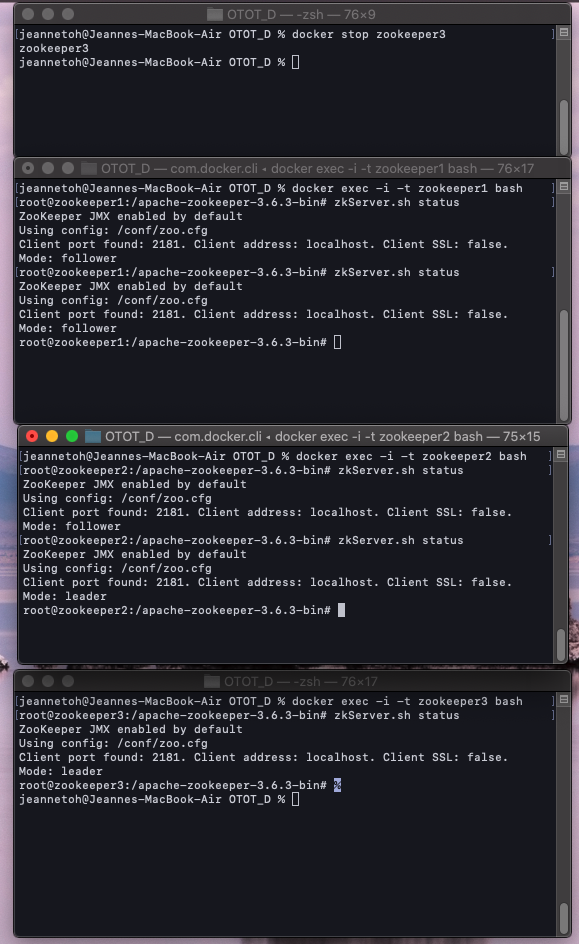 OTOT_D — -zsh — 76×9
[jeannetoh@Jeannes-MacBook-Air OTOT_D % docker stop zookeeper3 ]
zookeeper3
jeannetoh@Jeannes-MacBook-Air OTOT_D %
OTOT_D — com.docker.cli ◂ docker exec -i -t zookeeper1 bash — 76×17
[jeannetoh@Jeannes-MacBook-Air OTOT_D % docker exec -i -t zookeeper1 bash ]
[root@zookeeper1:/apache-zookeeper-3.6.3-bin# zkServer.sh status ]
ZooKeeper JMX enabled by default
Using config: /conf/zoo.cfg
Client port found: 2181. Client address: localhost. Client SSL: false.
Mode: follower
[root@zookeeper1:/apache-zookeeper-3.6.3-bin# zkServer.sh status ]
ZooKeeper JMX enabled by default
Using config: /conf/zoo.cfg
Client port found: 2181. Client address: localhost. Client SSL: false.
Mode: follower
root@zookeeper1:/apache-zookeeper-3.6.3-bin#
OTOT_D — com.docker.cli ◂ docker exec -i -t zookeeper2 bash — 75×15
[jeannetoh@Jeannes-MacBook-Air OTOT_D % docker exec -i -t zookeeper2 bash ]
[root@zookeeper2:/apache-zookeeper-3.6.3-bin# zkServer.sh status ]
ZooKeeper JMX enabled by default
Using config: /conf/zoo.cfg
Client port found: 2181. Client address: localhost. Client SSL: false.
Mode: follower
[root@zookeeper2:/apache-zookeeper-3.6.3-bin# zkServer.sh status ]
ZooKeeper JMX enabled by default
Using config: /conf/zoo.cfg
Client port found: 2181. Client address: localhost. Client SSL: false.
Mode: leader
root@zookeeper2:/apache-zookeeper-3.6.3-bin#
OTOT_D — -zsh — 76×17
[jeannetoh@Jeannes-MacBook-Air OTOT_D % docker exec -i -t zookeeper3 bash ]
[root@zookeeper3:/apache-zookeeper-3.6.3-bin# zkServer.sh status ]
ZooKeeper JMX enabled by default
Using config: /conf/zoo.cfg
Client port found: 2181. Client address: localhost. Client SSL: false.
Mode: leader
root@zookeeper3:/apache-zookeeper-3.6.3-bin# %
jeannetoh@Jeannes-MacBook-Air OTOT_D %